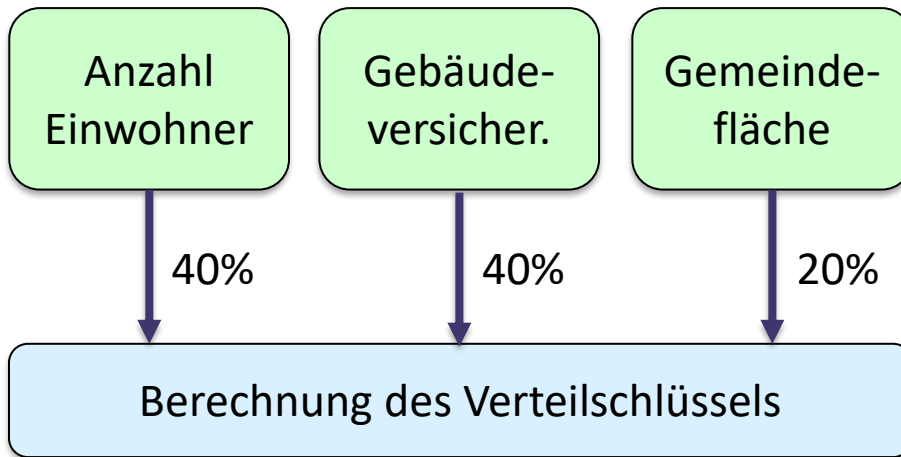 Anzahl
Einwohner
Gebäude-
versicher.
Gemeinde-
fläche
40%
40%
20%
Berechnung des Verteilschlüssels